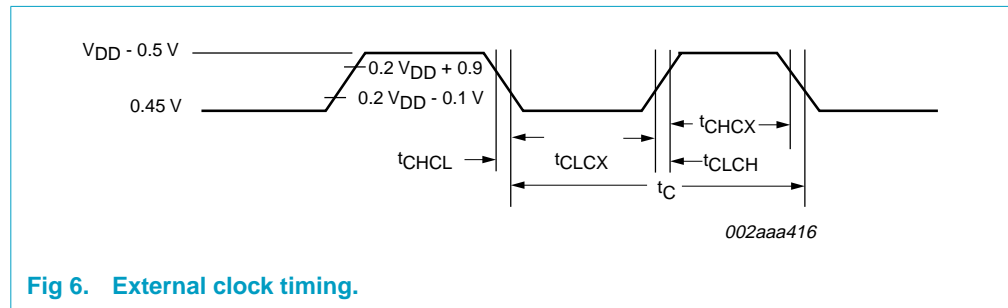 VDD - 0.5 V
0.2 VDD + 0.9
0.2 VDD - 0.1 V
0.45 V
tCHCX
tCHCL
tCLCX
tCLCH
tC
002aaa416
Fig 6. External clock timing.